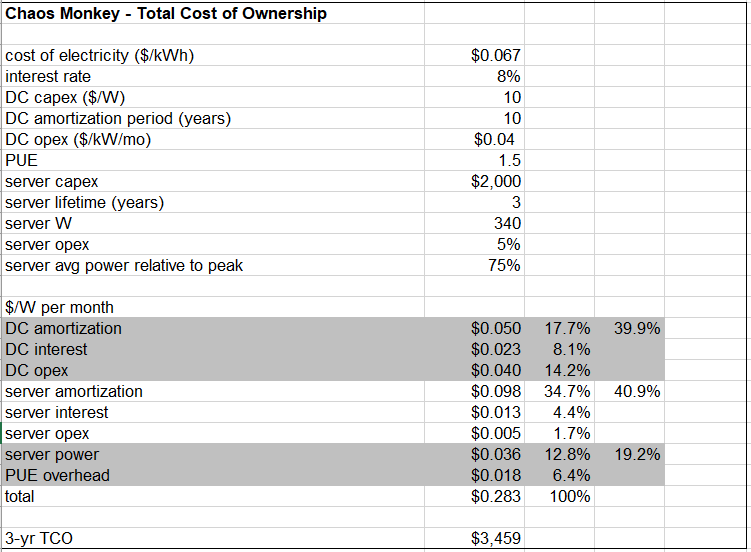 Chaos Monkey - Total Cost of Ownership
cost of electricity ($/kWh) $0.067
interest rate 8%
DC capex ($/W) 10
DC amortization period (years) 10
DC opex ($/kW/mo) $0.04
PUE 1.5
server capex $2,000
server lifetime (years) 3
server W 340
server opex 5%
server avg power relative to peak 75%
$/W per month
DC amortization $0.050 17.7% 39.9%
DC interest $0.023 8.1%
DC opex $0.040 14.2%
server amortization $0.098 34.7% 40.9%
server interest $0.013 4.4%
server opex $0.005 1.7%
server power $0.036 12.8% 19.2%
PUE overhead $0.018 6.4%
total $0.283 100%
3-yr TCO $3,459